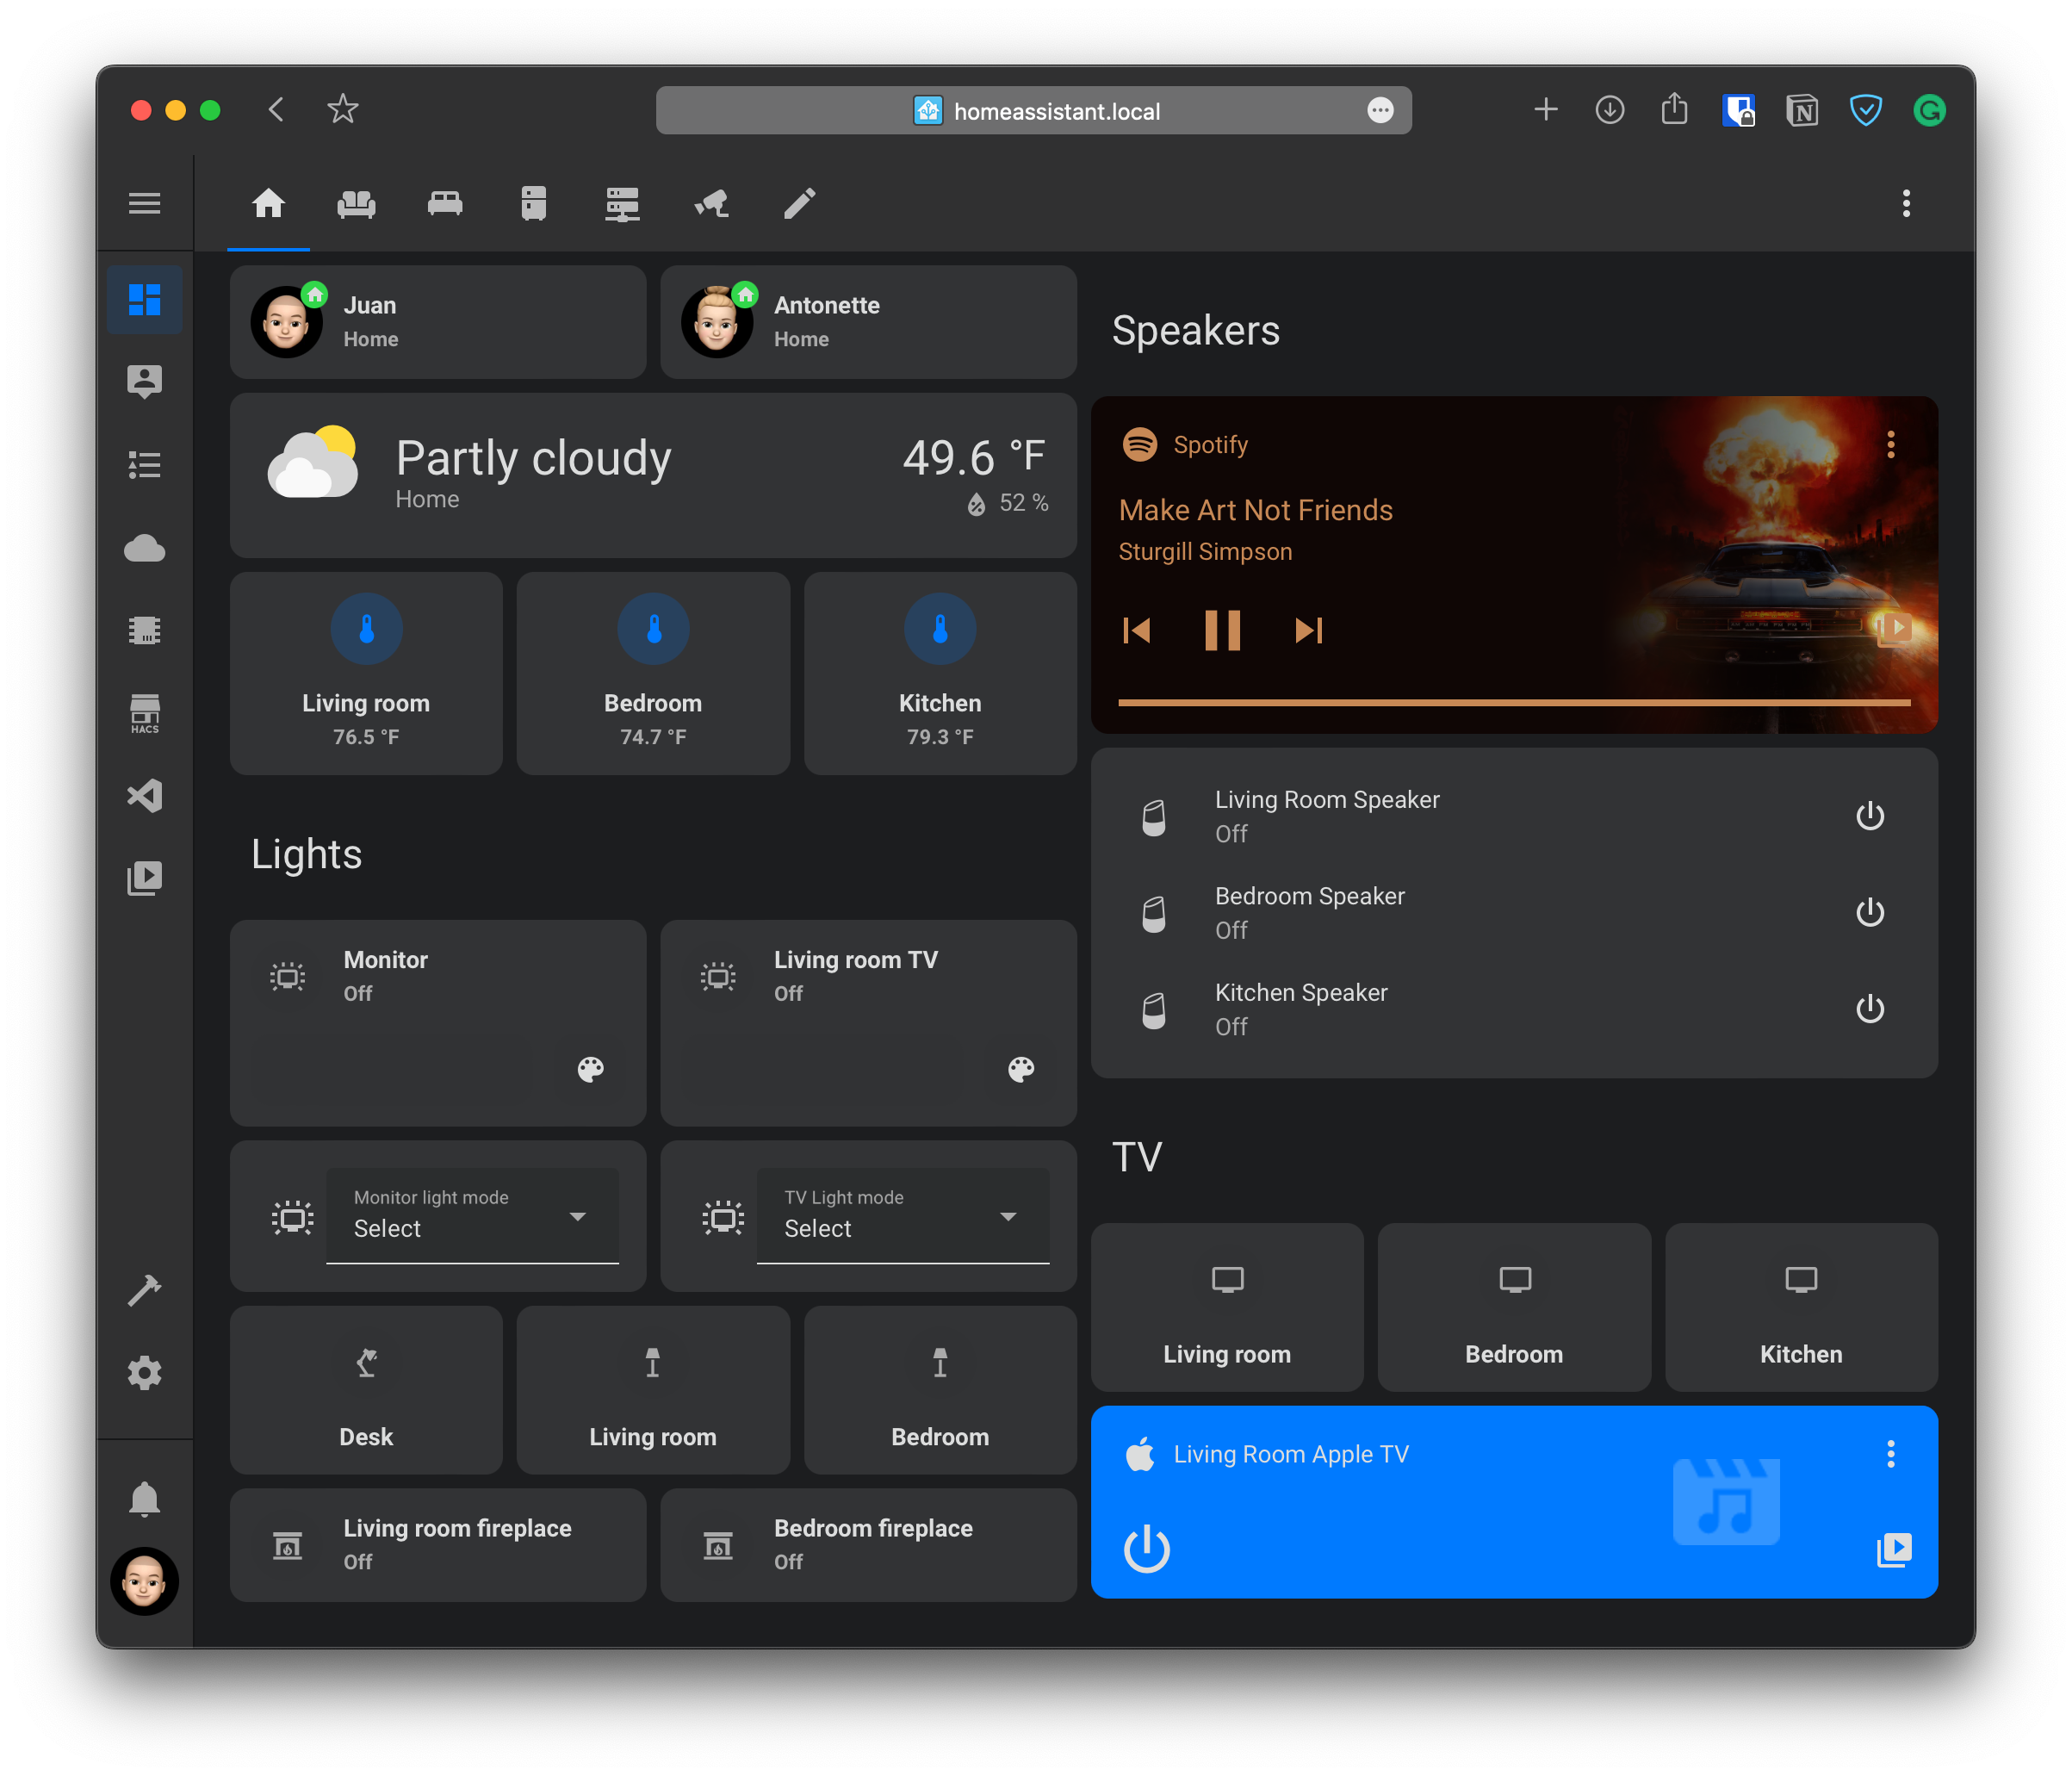 homeassistant.local
Juan
Home
Antonette
Home
Partly cloudy
Home
49.6 °F
52 %
Living room
76.5 °F
Bedroom
74.7 °F
Kitchen
79.3 °F
Lights
Monitor
Off
Living room TV
Off
Monitor light mode
Select
TV Light mode
Select
Desk
Living room
Bedroom
Living room fireplace
Off
Bedroom fireplace
Off
Speakers
Spotify
Make Art Not Friends
Sturgill Simpson
Living Room Speaker
Off
Bedroom Speaker
Off
Kitchen Speaker
Off
TV
Living room
Bedroom
Kitchen
Living Room Apple TV
HACS
N
G